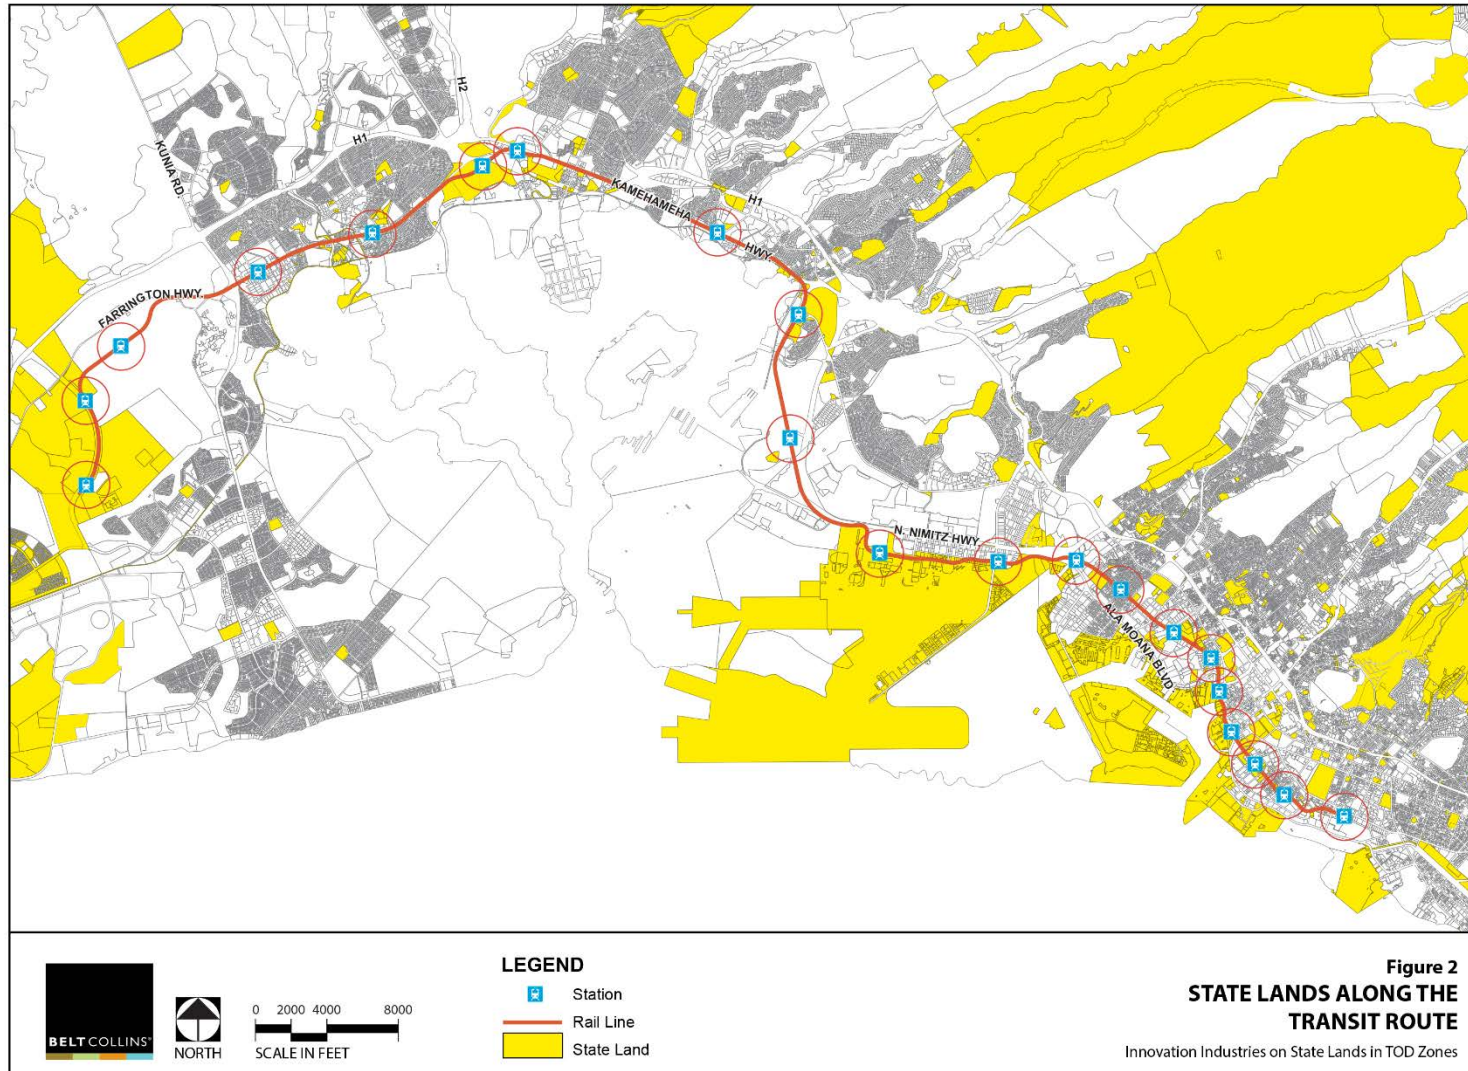 H2
H1
KUNIA RD.
KAMEHAMEHA
HWY.
H1
FARRINGTON HWY.
N. NIMITZ HWY
ALA MOANA BLVD
BELT COLLINS®
NORTH
0 2000 4000 8000
SCALE IN FEET
LEGEND
Station
Rail Line
State Land
Figure 2
STATE LANDS ALONG THE
TRANSIT ROUTE
Innovation Industries on State Lands in TOD Zones